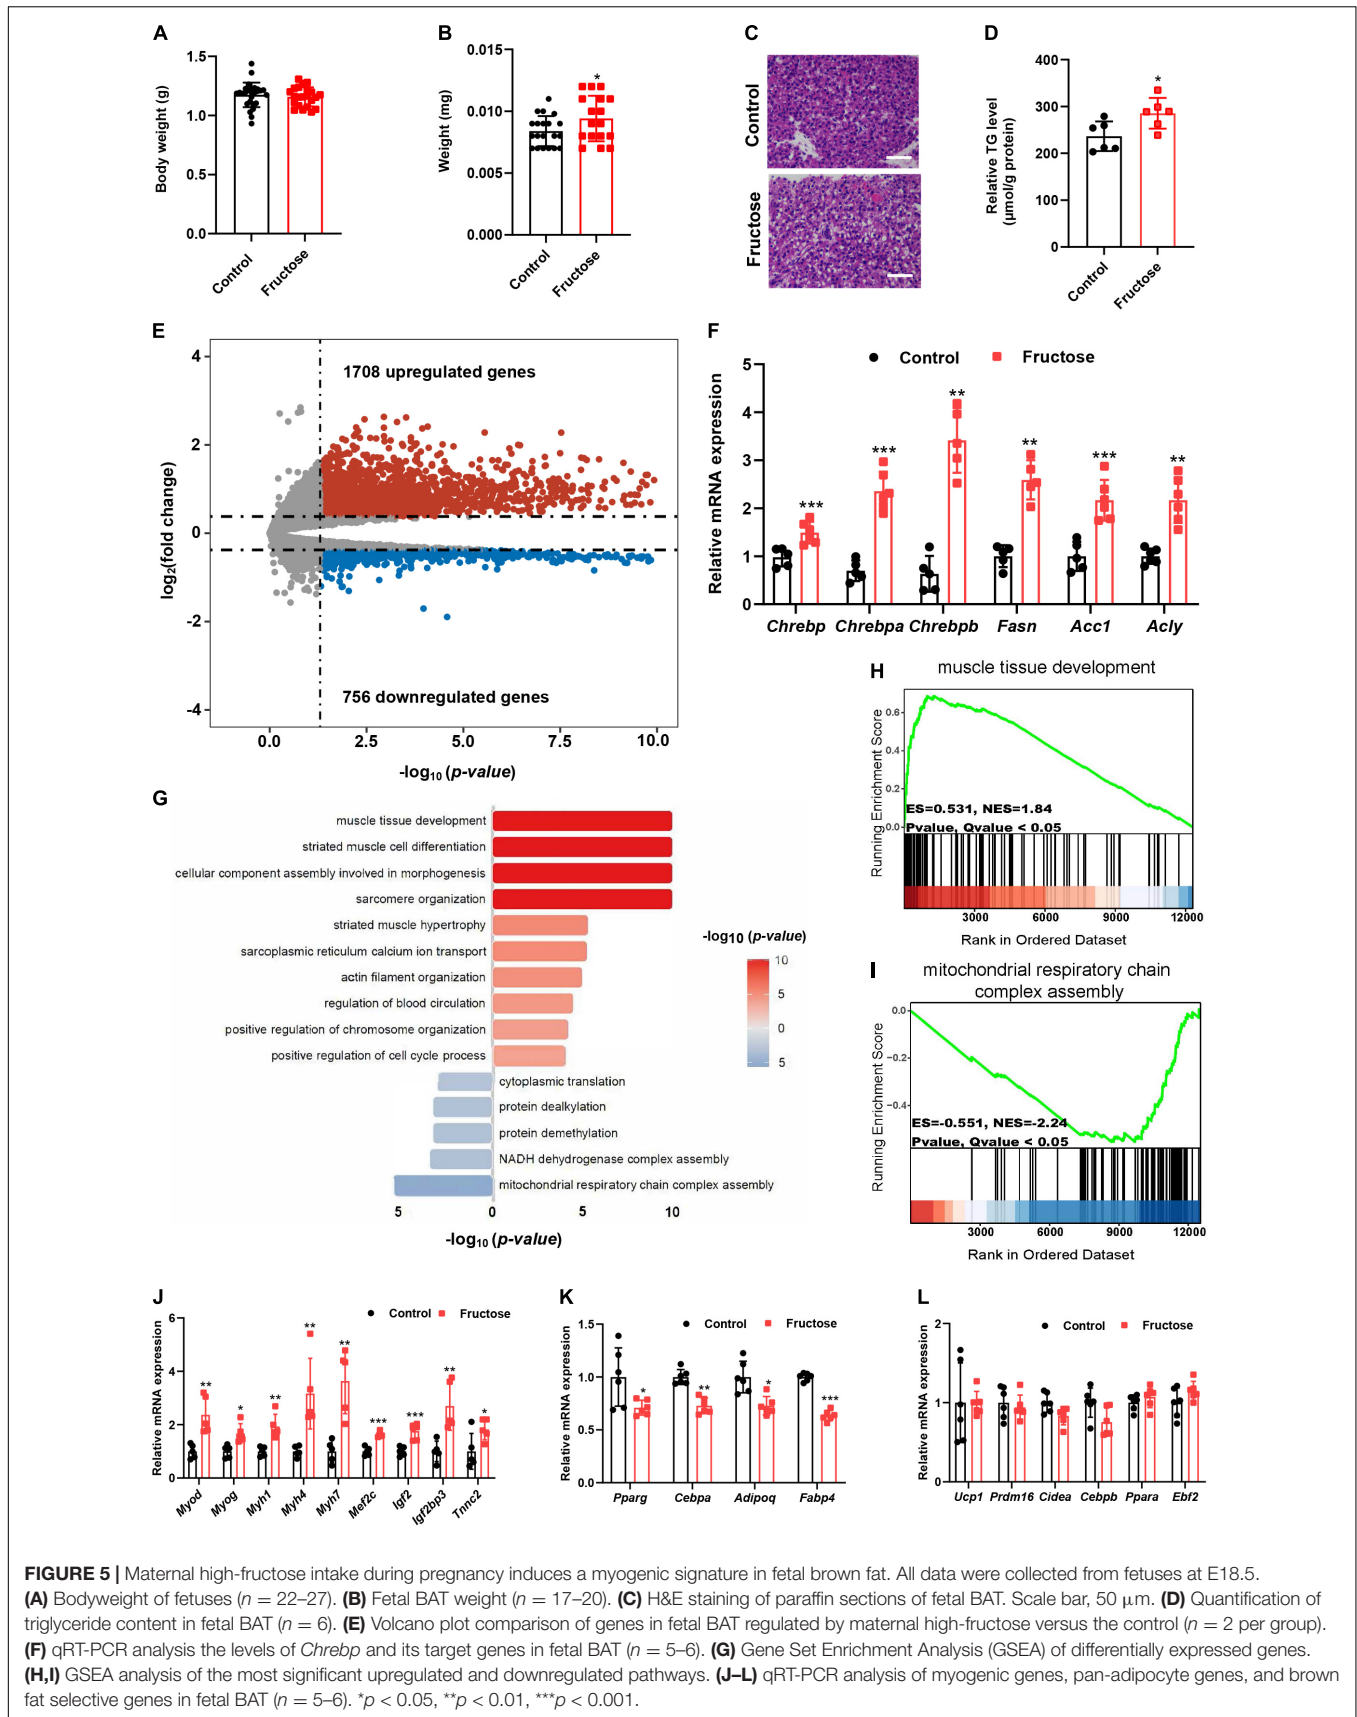 A
Body weight (g)
1.5
1.0
0.5
0.0
Control
Fructose
B
Weight (mg)
0.015
0.010
0.005
0.000
*
Control
Fructose
C
Control
Fructose
D
Relative TG level
(μmol/g protein)
400
300
200
100
0
*
Control
Fructose
E
log2(fold change)
4
2
0
-2
-4
1708 upregulated genes
756 downregulated genes
0.0 2.5 5.0 7.5 10.0
-log10 (p-value)
F
Control Fructose
Relative mRNA expression
5
4
3
2
1
0
*** *** ** ** *** **
Chrebp Chrebpa Chrebpb Fasn Acc1 Acly
G
muscle tissue development
striated muscle cell differentiation
cellular component assembly involved in morphogenesis
sarcomere organization
striated muscle hypertrophy
sarcoplasmic reticulum calcium ion transport
actin filament organization
regulation of blood circulation
positive regulation of chromosome organization
positive regulation of cell cycle process
cytoplasmic translation
protein dealkylation
protein demethylation
NADH dehydrogenase complex assembly
mitochondrial respiratory chain complex assembly
5 0 5 10
-log10 (p-value)
-log10 (p-value)
10
5
0
5
H
muscle tissue development
Running Enrichment Score
0.6
0.4
0.2
0.0
ES=0.531, NES=1.84
Pvalue, Qvalue < 0.05
3000 6000 9000 12000
Rank in Ordered Dataset
I
mitochondrial respiratory chain
complex assembly
Running Enrichment Score
0.0
−0.2
−0.4
ES=-0.551, NES=-2.24
Pvalue, Qvalue < 0.05
3000 6000 9000 12000
Rank in Ordered Dataset
J
Control Fructose
Relative mRNA expression
6
4
2
0
** * ** ** ** *** *** ** *
Myod Myog Myh1 Myh4 Myh7 Mef2c Igf2 Igf2bp3 Tnnc2
K
Control Fructose
Relative mRNA expression
1.5
1.0
0.5
0.0
* ** * ***
Pparg Cebpa Adipoq Fabp4
L
Control Fructose
Relative mRNA expression
2
1
0
Ucp1 Prdm16 Cidea Cebpb Ppara Ebf2
FIGURE 5 | Maternal high-fructose intake during pregnancy induces a myogenic signature in fetal brown fat. All data were collected from fetuses at E18.5.
(A) Bodyweight of fetuses (n = 22–27). (B) Fetal BAT weight (n = 17–20). (C) H&E staining of paraffin sections of fetal BAT. Scale bar, 50 μm. (D) Quantification of
triglyceride content in fetal BAT (n = 6). (E) Volcano plot comparison of genes in fetal BAT regulated by maternal high-fructose versus the control (n = 2 per group).
(F) qRT-PCR analysis the levels of Chrebp and its target genes in fetal BAT (n = 5–6). (G) Gene Set Enrichment Analysis (GSEA) of differentially expressed genes.
(H,I) GSEA analysis of the most significant upregulated and downregulated pathways. (J–L) qRT-PCR analysis of myogenic genes, pan-adipocyte genes, and brown
fat selective genes in fetal BAT (n = 5–6). *p < 0.05, **p < 0.01, ***p < 0.001.